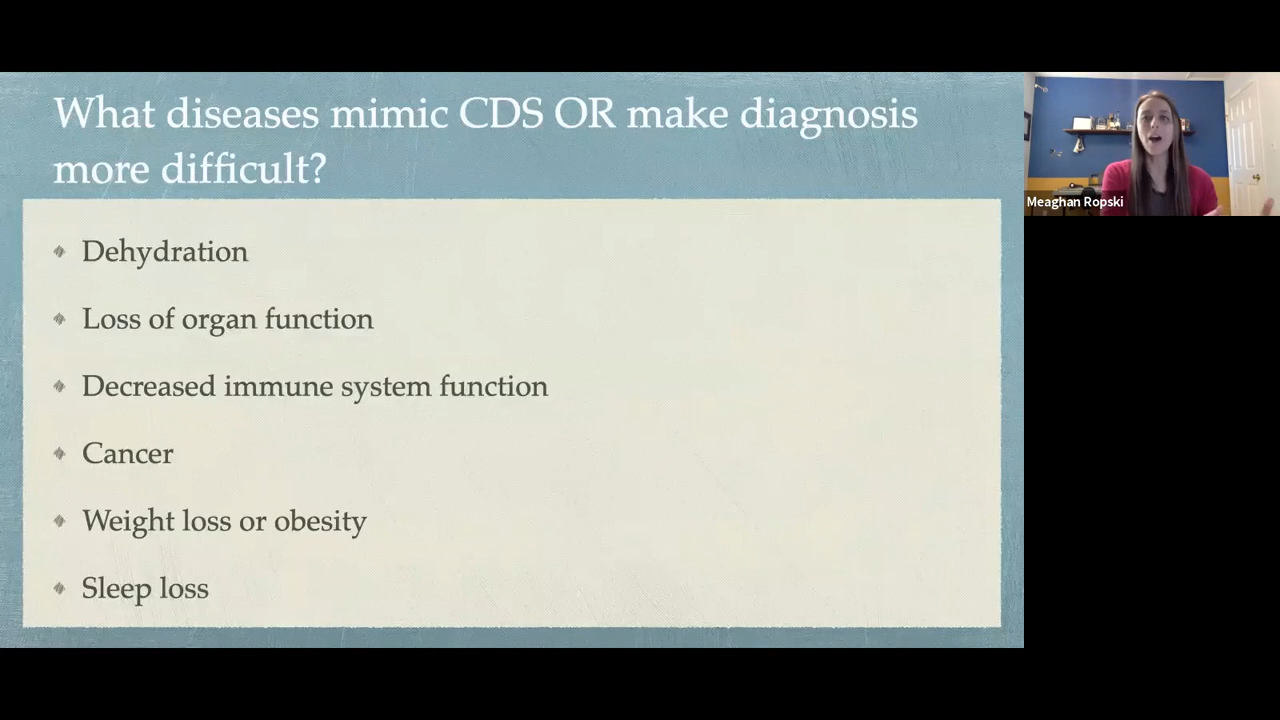 What diseases mimic CDS OR make diagnosis
more difficult?
Dehydration
Loss of organ function
Decreased immune system function
Cancer
Weight loss or obesity
Sleep loss
Meaghan Ropski